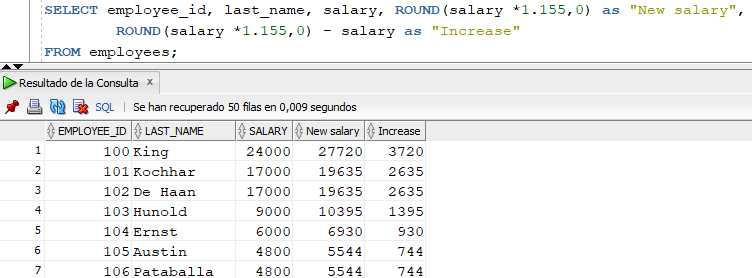 SELECT employee_id, last_name, salary, ROUND(salary *1.155,0) as "New salary",
ROUND(salary *1.155,0) - salary as "Increase"
FROM employees;
Resultado de la Consulta x
SQL | Se han recuperado 50 filas en 0,009 segundos
EMPLOYEE_ID LAST_NAME SALARY New salary Increase
1 100 King 24000 27720 3720
2 101 Kochhar 17000 19635 2635
3 102 De Haan 17000 19635 2635
4 103 Hunold 9000 10395 1395
5 104 Ernst 6000 6930 930
6 105 Austin 4800 5544 744
7 106 Pataballa 4800 5544 744